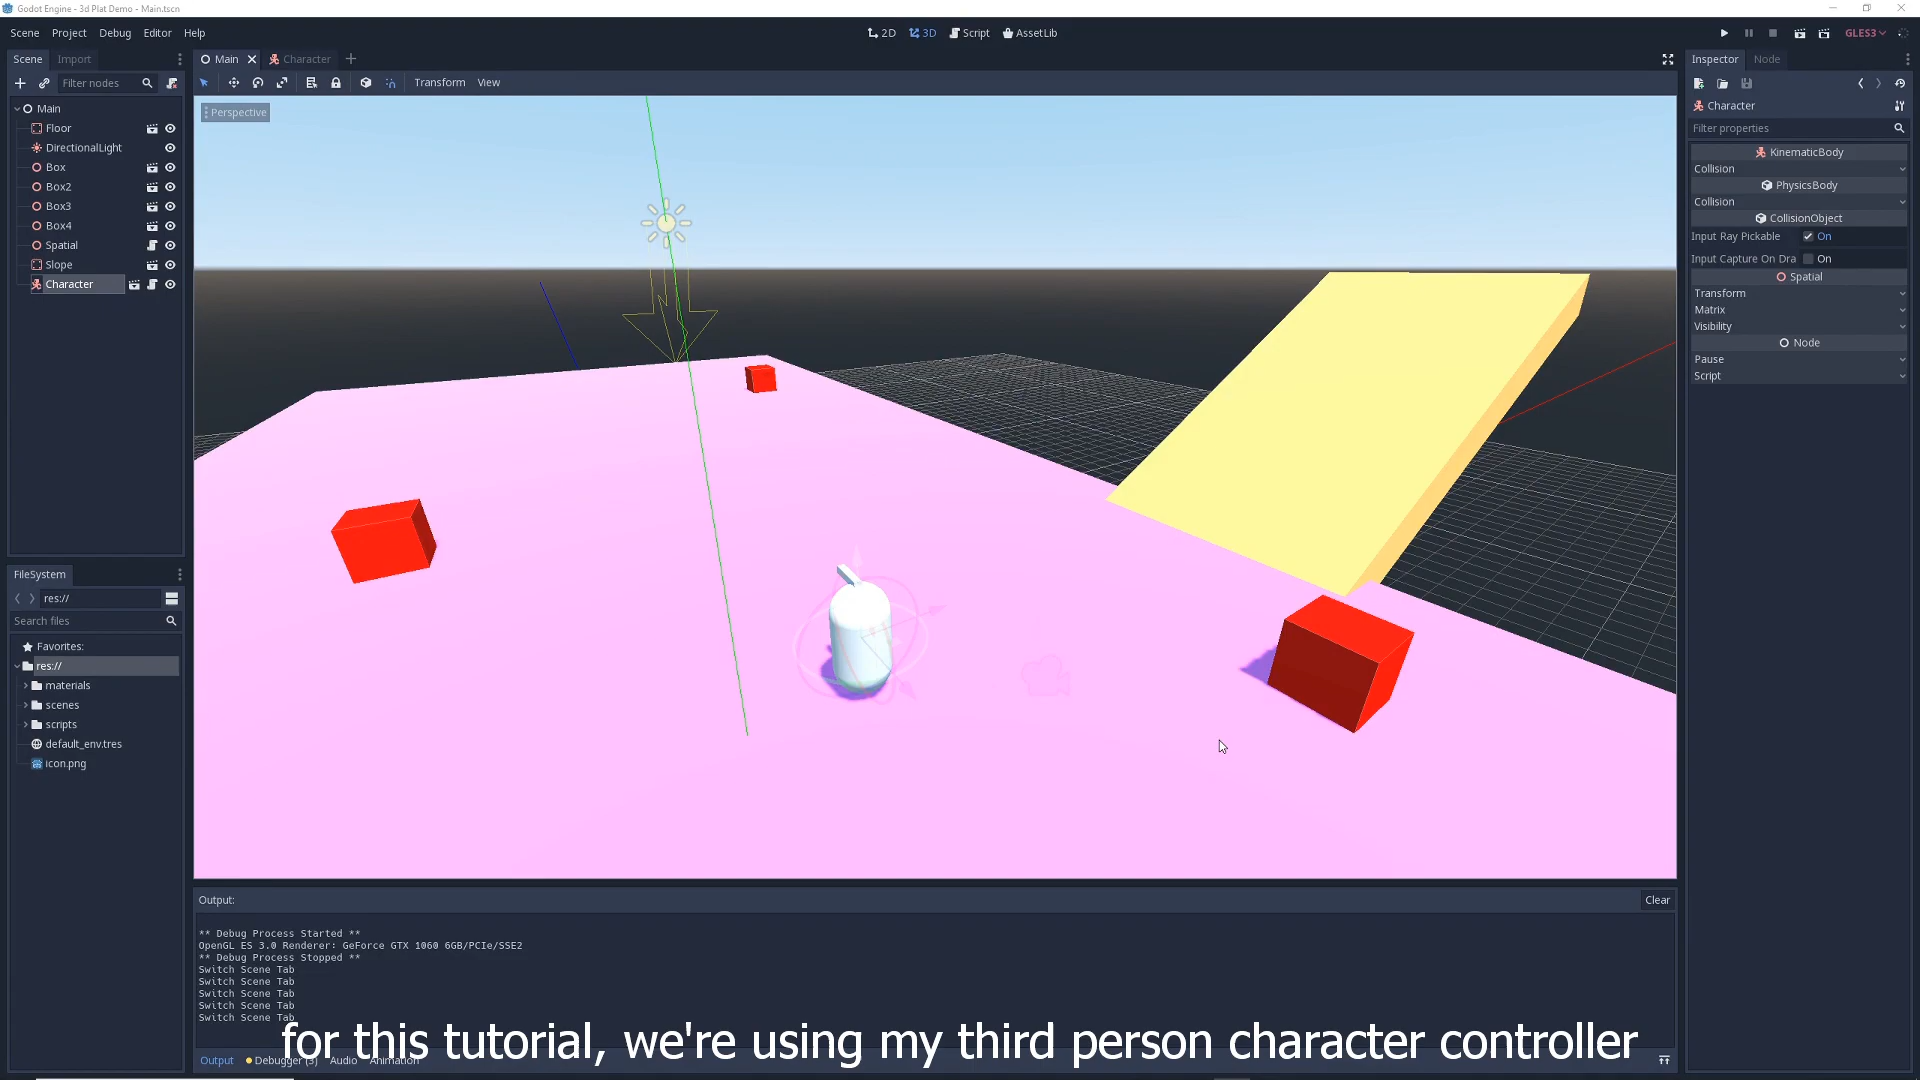 Godot Engine - 3d Plat Demo - Main.tscn
Scene Project Debug Editor Help
2D 3D Script AssetLib
GLES3
Scene Import
Main Character
Inspector Node
Filter nodes
Transform View
Perspective
Main
Floor
DirectionalLight
Box
Box2
Box3
Box4
Spatial
Slope
Character
FileSystem
res://
Search files
Favorites:
res://
materials
scenes
scripts
default_env.tres
icon.png
Character
Filter properties
KinematicBody
Collision
PhysicsBody
Collision
CollisionObject
Input Ray Pickable On
Input Capture On Dra On
Spatial
Transform
Matrix
Visibility
Node
Pause
Script
Output: Clear
** Debug Process Started **
OpenGL ES 3.0 Renderer: GeForce GTX 1060 6GB/PCIe/SSE2
** Debug Process Stopped **
Switch Scene Tab
Switch Scene Tab
Switch Scene Tab
Switch Scene Tab
Switch Scene Tab
for this tutorial, we're using my third person character controller
Output Debugger (3) Audio Animation